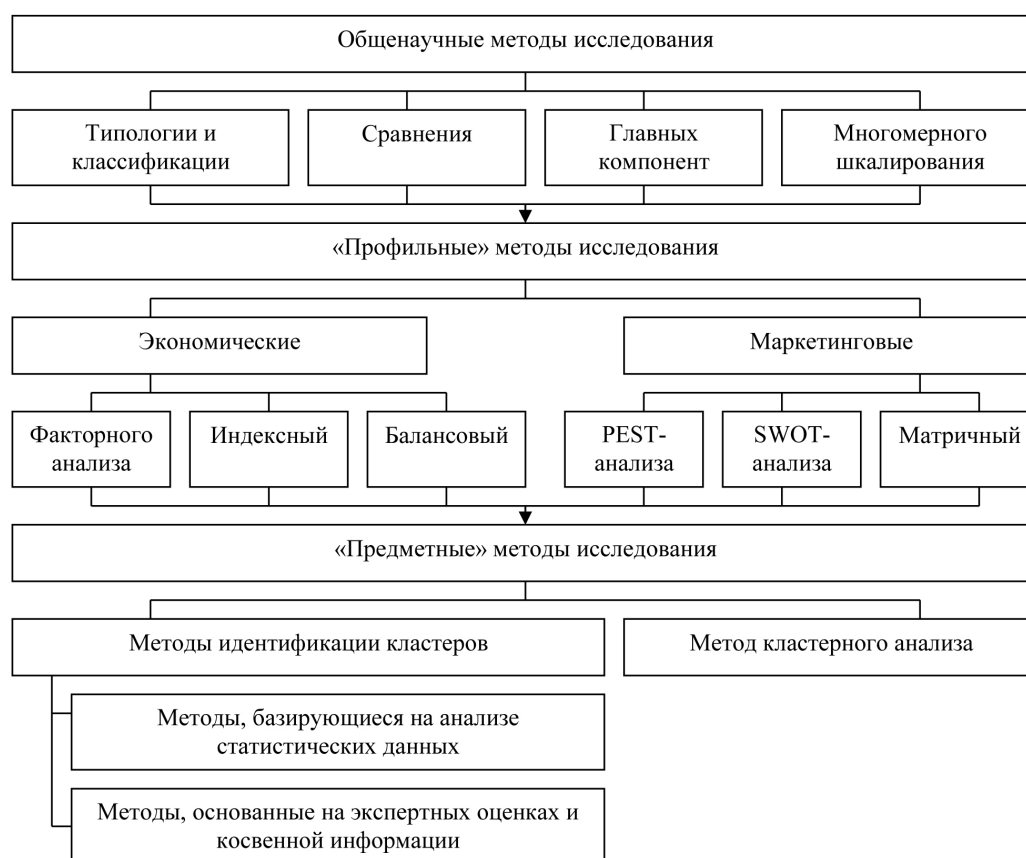 Общенаучные методы исследования
Типологии и
классификации
Сравнения
Главных
компонент
Многомерного
шкалирования
«Профильные» методы исследования
Экономические
Маркетинговые
Факторного
анализа
Индексный
Балансовый
PEST-
анализа
SWOT-
анализа
Матричный
«Предметные» методы исследования
Методы идентификации кластеров
Метод кластерного анализа
Методы, базирующиеся на анализе
статистических данных
Методы, основанные на экспертных оценках и
косвенной информации